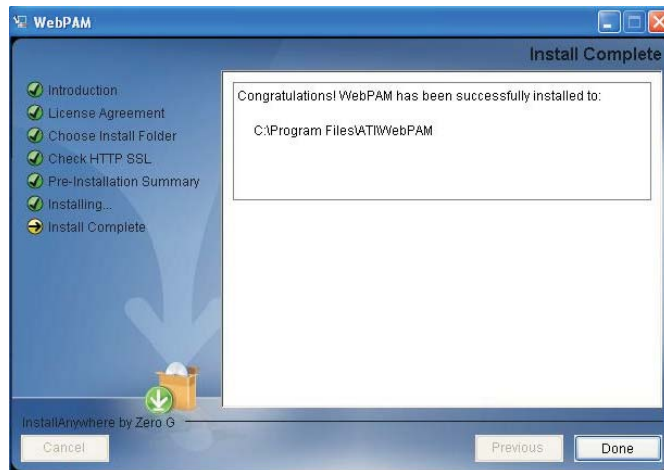 WebPAM
Install Complete
Introduction
License Agreement
Choose Install Folder
Check HTTP SSL
Pre-Installation Summary
Installing...
Install Complete
Congratulations! WebPAM has been successfully installed to:
C:\Program Files\ATI\WebPAM
InstallAnywhere by Zero G
Cancel
Previous
Done